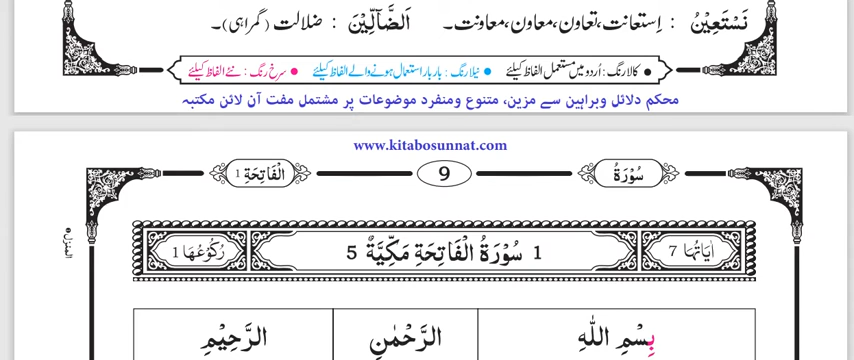 نَسْتَعِيْنُ : اِستعانت، تعاون، معاون، معاونت۔ اَلضَّآلِّيْنَ : ضلالت (گمراہی)۔
● کالا رنگ: اُردو میں مستعمل الفاظ کیلئے ● نیلا رنگ: بار بار استعمال ہونے والے الفاظ کیلئے ● سرخ رنگ: نئے الفاظ کیلئے
محکم دلائل وبراہین سے مزین، متنوع ومنفرد موضوعات پر مشتمل مفت آن لائن مکتبہ
www.kitabosunnat.com
سُوْرَةُ 9 اَلْفَاتِحَةِ 1
المنزل ١
اٰيَاتُهَا 7 1 سُوْرَةُ الْفَاتِحَةِ مَكِّيَّةٌ 5 رُكُوْعُهَا 1
بِسْمِ اللّٰهِ الرَّحْمٰنِ الرَّحِيْمِ